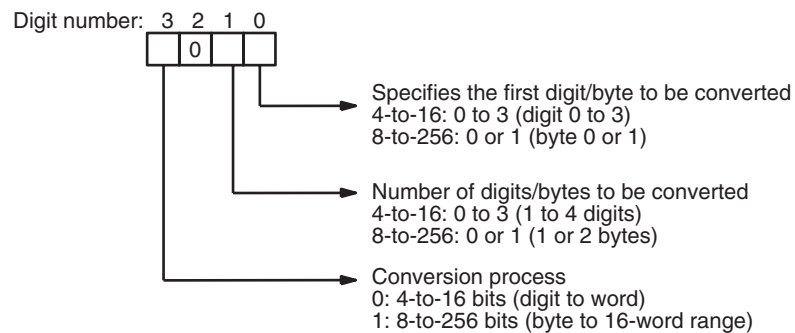 Digit number: 3 2 1 0
0
Specifies the first digit/byte to be converted
4-to-16: 0 to 3 (digit 0 to 3)
8-to-256: 0 or 1 (byte 0 or 1)
Number of digits/bytes to be converted
4-to-16: 0 to 3 (1 to 4 digits)
8-to-256: 0 or 1 (1 or 2 bytes)
Conversion process
0: 4-to-16 bits (digit to word)
1: 8-to-256 bits (byte to 16-word range)